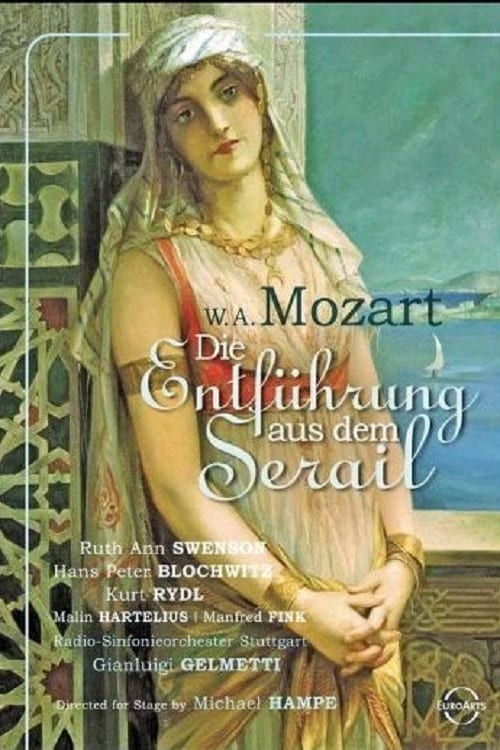 W.A. Mozart
Die
Entführung
aus dem
Serail
Ruth Ann SWENSON
Hans Peter BLOCHWITZ
Kurt RYDL
Malin HARTELIUS | Manfred FINK
Radio-Sinfonieorchester Stuttgart
Gianluigi GELMETTI
Directed for Stage by Michael HAMPE
EUROARTS